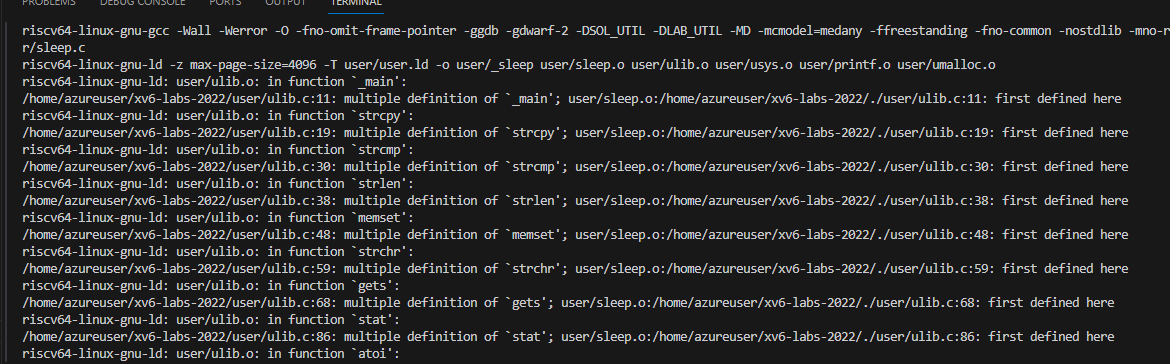 PROBLEMS DEBUG CONSOLE PORTS OUTPUT TERMINAL
riscv64-linux-gnu-gcc -Wall -Werror -O -fno-omit-frame-pointer -ggdb -gdwarf-2 -DSOL_UTIL -DLAB_UTIL -MD -mcmodel=medany -ffreestanding -fno-common -nostdlib -mno-r
r/sleep.c
riscv64-linux-gnu-ld -z max-page-size=4096 -T user/user.ld -o user/_sleep user/sleep.o user/ulib.o user/usys.o user/printf.o user/umalloc.o
riscv64-linux-gnu-ld: user/ulib.o: in function `_main':
/home/azureuser/xv6-labs-2022/user/ulib.c:11: multiple definition of `_main'; user/sleep.o:/home/azureuser/xv6-labs-2022/./user/ulib.c:11: first defined here
riscv64-linux-gnu-ld: user/ulib.o: in function `strcpy':
/home/azureuser/xv6-labs-2022/user/ulib.c:19: multiple definition of `strcpy'; user/sleep.o:/home/azureuser/xv6-labs-2022/./user/ulib.c:19: first defined here
riscv64-linux-gnu-ld: user/ulib.o: in function `strcmp':
/home/azureuser/xv6-labs-2022/user/ulib.c:30: multiple definition of `strcmp'; user/sleep.o:/home/azureuser/xv6-labs-2022/./user/ulib.c:30: first defined here
riscv64-linux-gnu-ld: user/ulib.o: in function `strlen':
/home/azureuser/xv6-labs-2022/user/ulib.c:38: multiple definition of `strlen'; user/sleep.o:/home/azureuser/xv6-labs-2022/./user/ulib.c:38: first defined here
riscv64-linux-gnu-ld: user/ulib.o: in function `memset':
/home/azureuser/xv6-labs-2022/user/ulib.c:48: multiple definition of `memset'; user/sleep.o:/home/azureuser/xv6-labs-2022/./user/ulib.c:48: first defined here
riscv64-linux-gnu-ld: user/ulib.o: in function `strchr':
/home/azureuser/xv6-labs-2022/user/ulib.c:59: multiple definition of `strchr'; user/sleep.o:/home/azureuser/xv6-labs-2022/./user/ulib.c:59: first defined here
riscv64-linux-gnu-ld: user/ulib.o: in function `gets':
/home/azureuser/xv6-labs-2022/user/ulib.c:68: multiple definition of `gets'; user/sleep.o:/home/azureuser/xv6-labs-2022/./user/ulib.c:68: first defined here
riscv64-linux-gnu-ld: user/ulib.o: in function `stat':
/home/azureuser/xv6-labs-2022/user/ulib.c:86: multiple definition of `stat'; user/sleep.o:/home/azureuser/xv6-labs-2022/./user/ulib.c:86: first defined here
riscv64-linux-gnu-ld: user/ulib.o: in function `atoi':